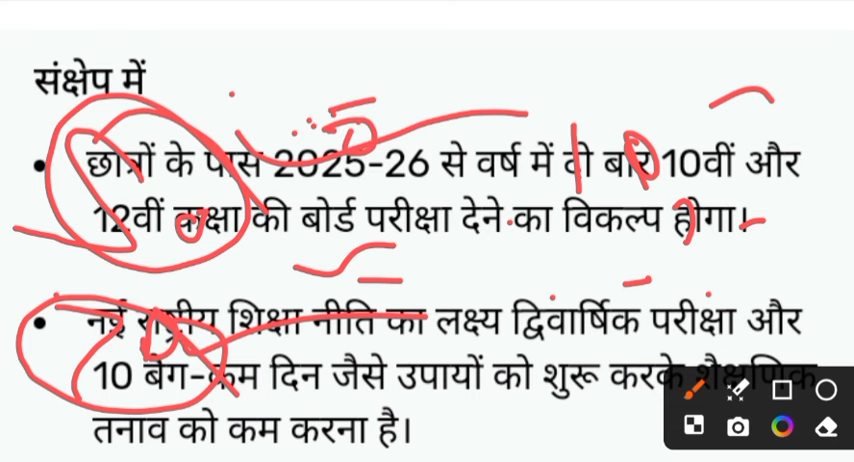 संक्षेप में
• छात्रों के पास 2025-26 से वर्ष में दो बार 10वीं और
12वीं कक्षा की बोर्ड परीक्षा देने का विकल्प होगा।
• नई राष्ट्रीय शिक्षा नीति का लक्ष्य द्विवार्षिक परीक्षा और
10 बैग-कम दिन जैसे उपायों को शुरू करके शैक्षणिक
तनाव को कम करना है।